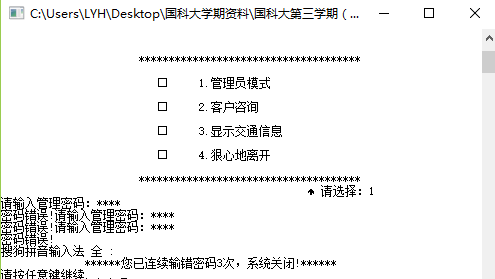 C:\Users\LYH\Desktop\国科大学期资料\国科大第三学期 (...
*************************************
□ 1.管理员模式
□ 2.客户咨询
□ 3.显示交通信息
□ 4.狠心地离开
*************************************
↑ 请选择：1
请输入管理密码：****
密码错误!请输入管理密码：****
密码错误!请输入管理密码：****
密码错误!
搜狗拼音输入法 全 :
******您已连续输错密码3次，系统关闭!******
请按任意键继续. . .